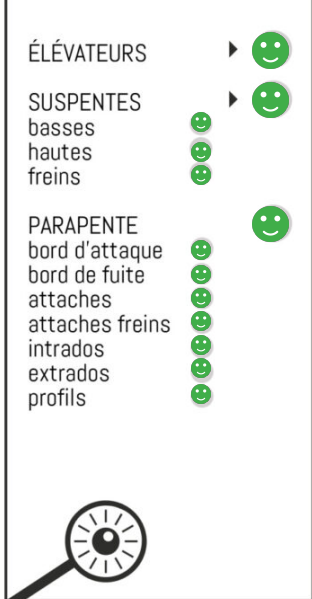 ÉLÉVATEURS
SUSPENTES
basses
hautes
freins
PARAPENTE
bord d'attaque
bord de fuite
attaches
attaches freins
intrados
extrados
profils